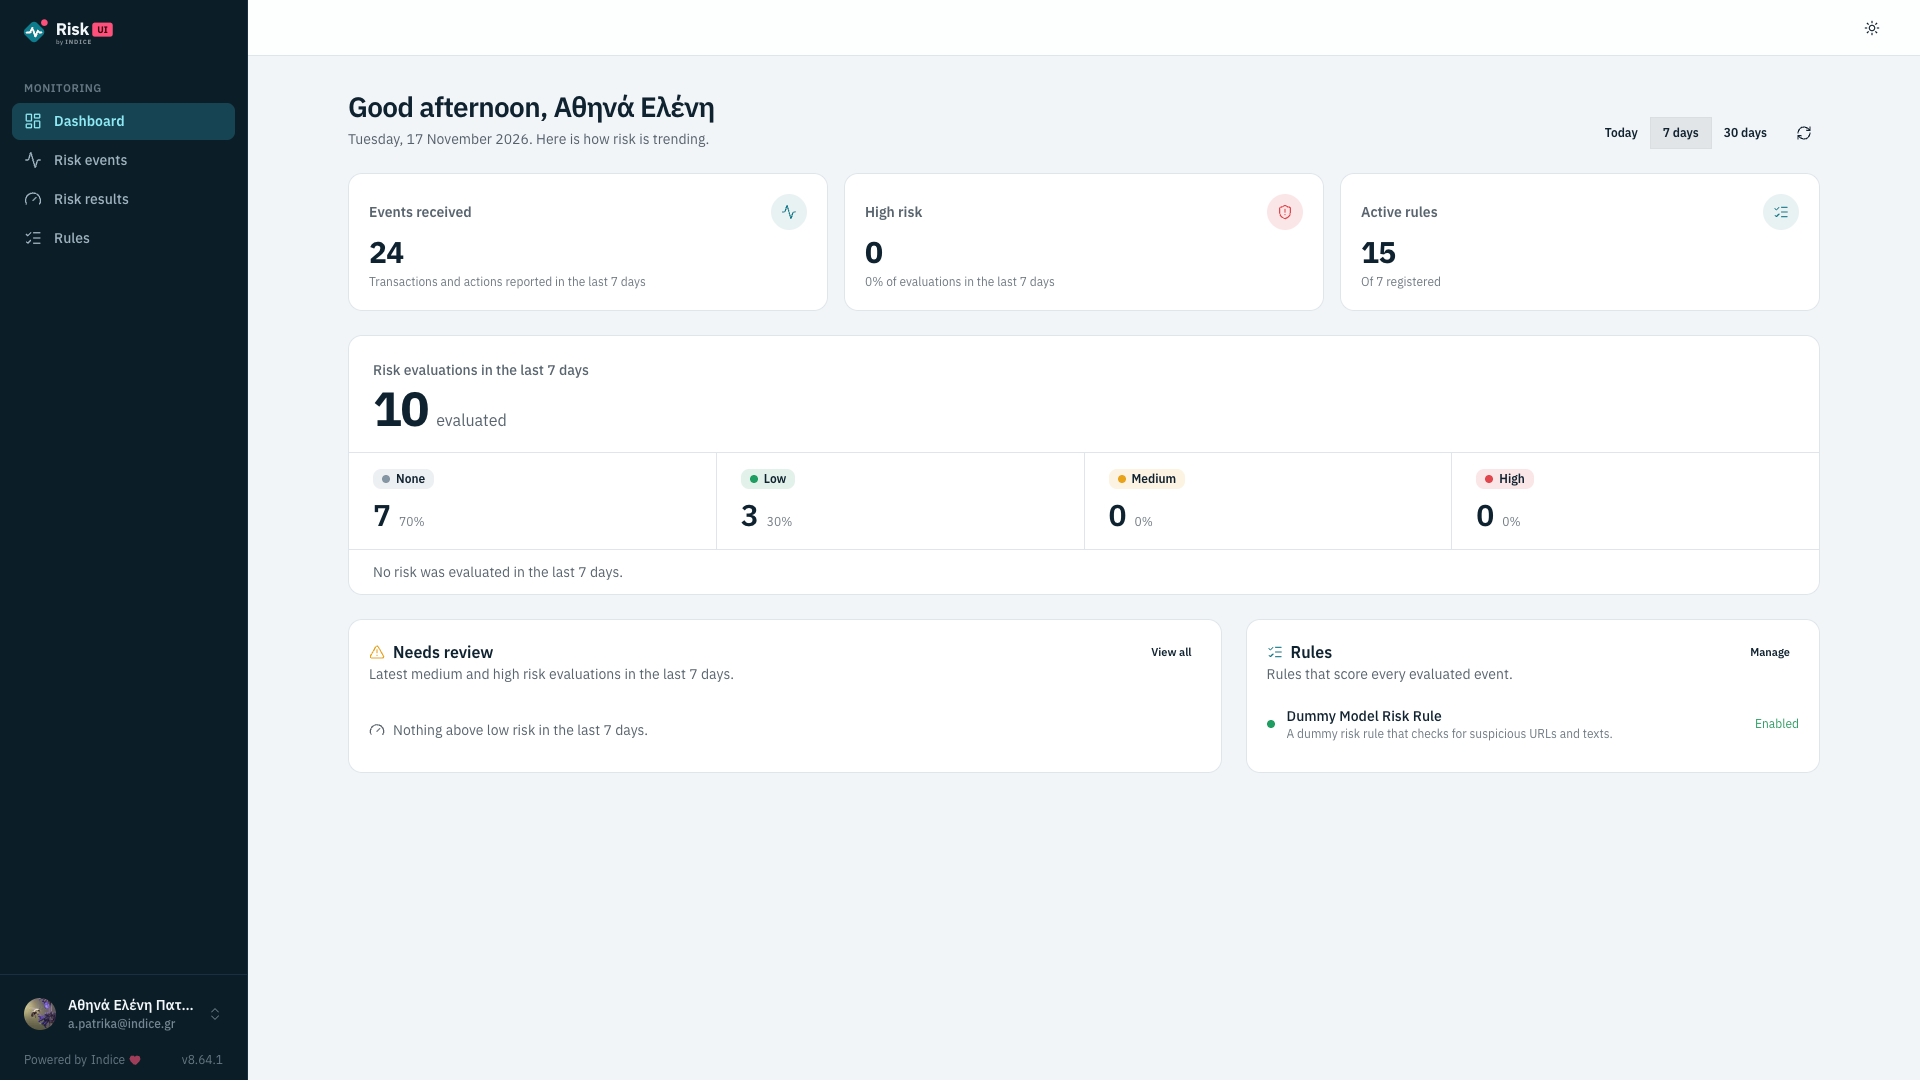 Risk UI
by INDICE
MONITORING
Dashboard
Risk events
Risk results
Rules
Good afternoon, Αθηνά Ελένη
Tuesday, 17 November 2026. Here is how risk is trending.
Today 7 days 30 days
Events received
24
Transactions and actions reported in the last 7 days
High risk
0
0% of evaluations in the last 7 days
Active rules
15
Of 7 registered
Risk evaluations in the last 7 days
10 evaluated
None
7 70%
Low
3 30%
Medium
0 0%
High
0 0%
No risk was evaluated in the last 7 days.
Needs review
View all
Latest medium and high risk evaluations in the last 7 days.
Nothing above low risk in the last 7 days.
Rules
Manage
Rules that score every evaluated event.
Dummy Model Risk Rule
A dummy risk rule that checks for suspicious URLs and texts.
Enabled
Αθηνά Ελένη Πατ...
a.patrika@indice.gr
Powered by Indice
v8.64.1